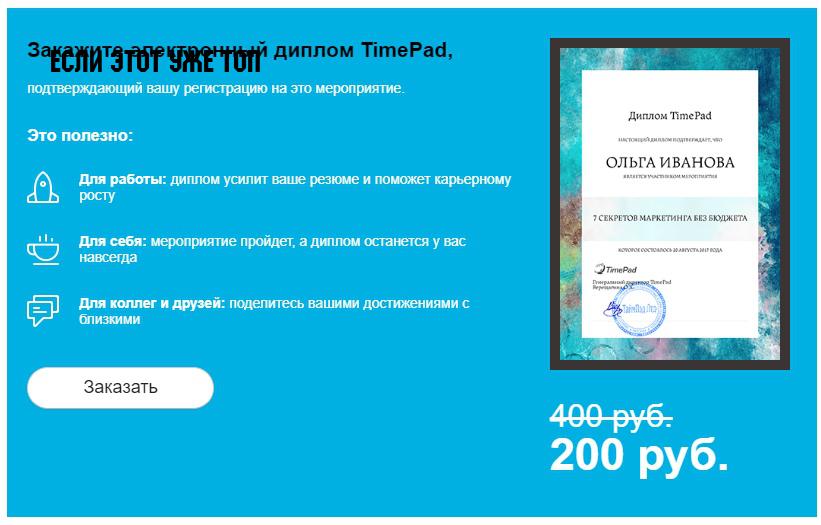 Закажите электронный диплом TimePad,
ЕСЛИ ЭТОТ УЖЕ ТОП
подтверждающий вашу регистрацию на это мероприятие.
Это полезно:
Для работы: диплом усилит ваше резюме и поможет карьерному
росту
Для себя: мероприятие пройдет, а диплом останется у вас
навсегда
Для коллег и друзей: поделитесь вашими достижениями с
близкими
Заказать
Диплом TimePad
НАСТОЯЩИЙ ДИПЛОМ ПОДТВЕРЖДАЕТ, ЧТО
ОЛЬГА ИВАНОВА
ЯВЛЯЕТСЯ УЧАСТНИКОМ МЕРОПРИЯТИЯ
7 СЕКРЕТОВ МАРКЕТИНГА БЕЗ БЮДЖЕТА
КОТОРОЕ СОСТОЯЛОСЬ 20 АВГУСТА 2017 ГОДА
TimePad
Генеральный директор TimePad
400 руб.
200 руб.